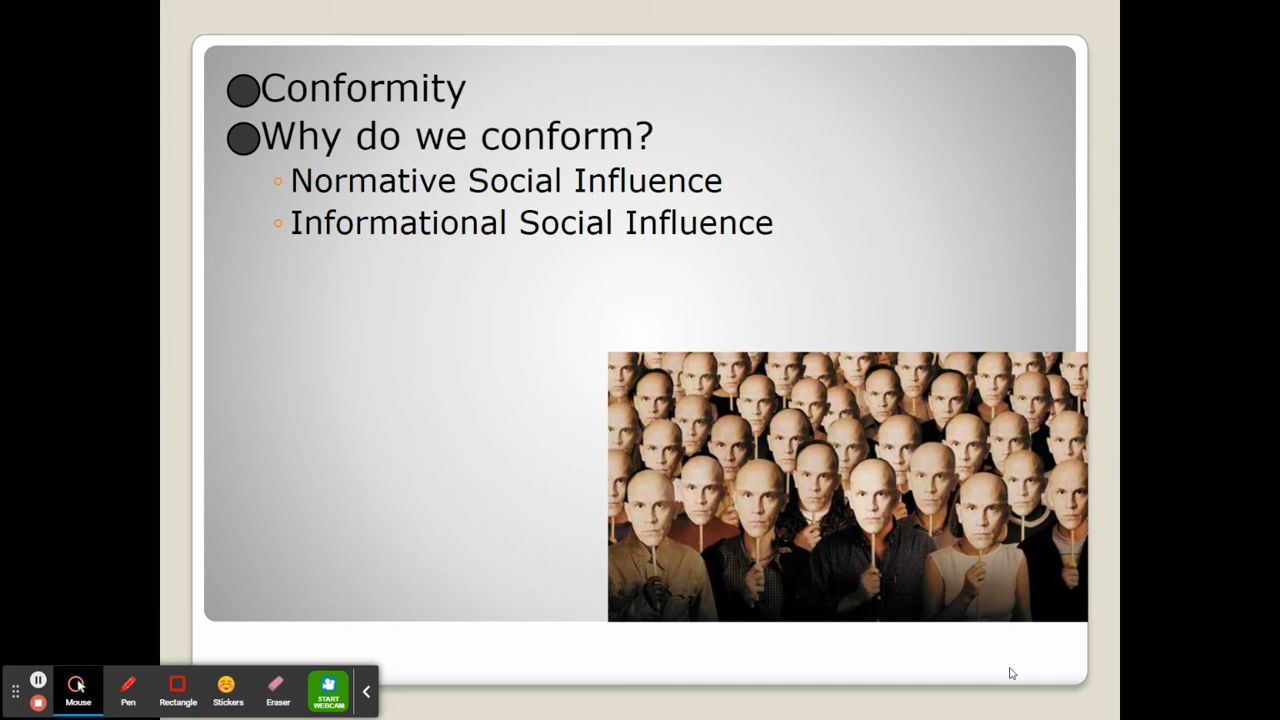 Conformity
Why do we conform?
Normative Social Influence
Informational Social Influence
Mouse
Pen
Rectangle
Stickers
Eraser
START
WEBCAM